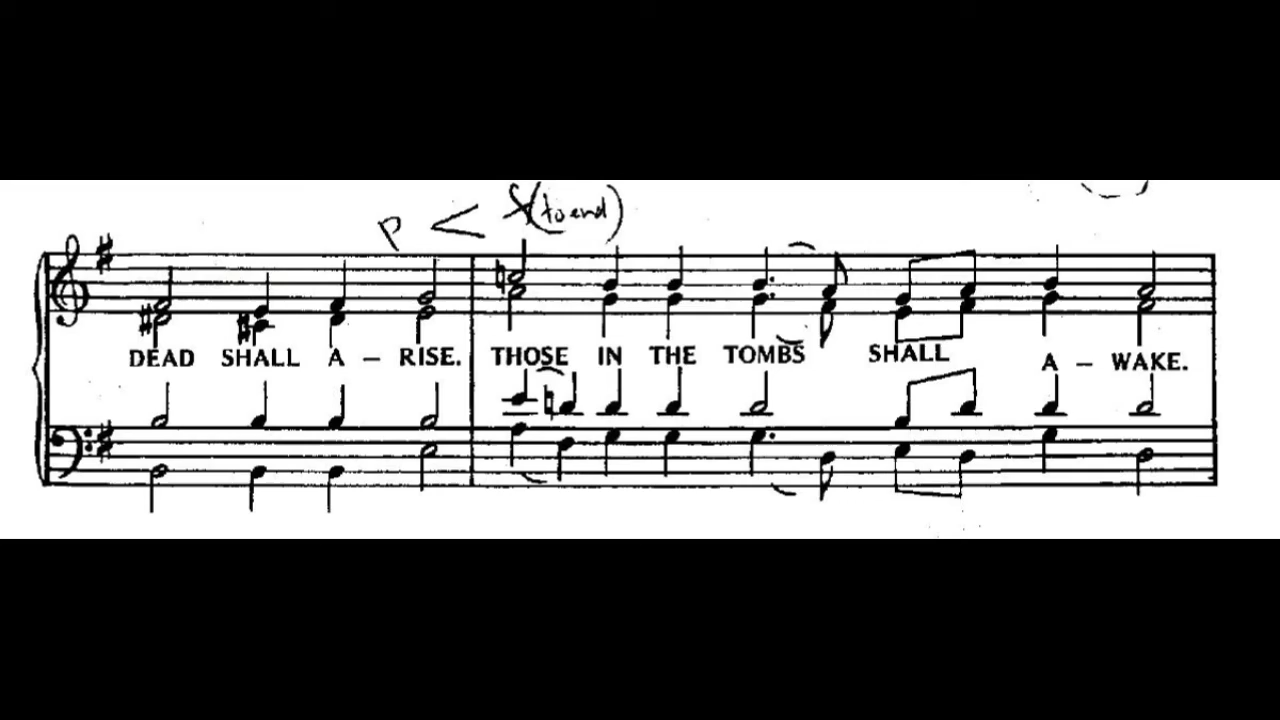 p < f (to end)
DEAD SHALL A – RISE. THOSE IN THE TOMBS SHALL A – WAKE.